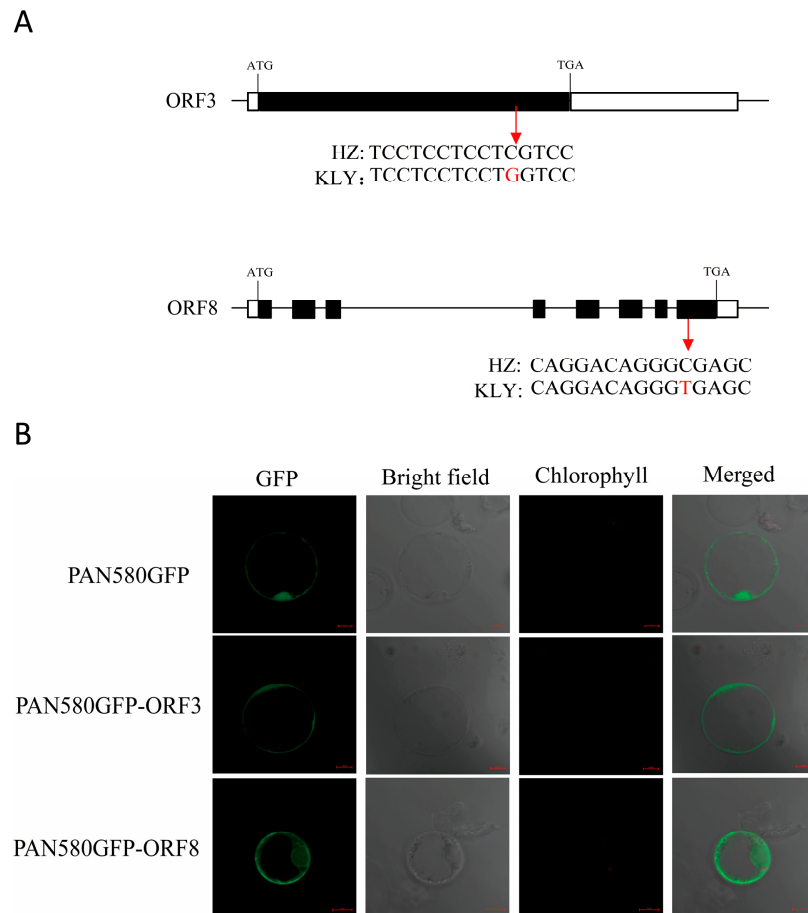 A
ATG
TGA
ORF3
HZ: TCCTCCTCCTCGTCC
KLY: TCCTCCTCCTGGTCC
ATG
TGA
ORF8
HZ: CAGGACAGGGCGAGC
KLY: CAGGACAGGGTGAGC
B
GFP Bright field Chlorophyll Merged
PAN580GFP
PAN580GFP-ORF3
PAN580GFP-ORF8